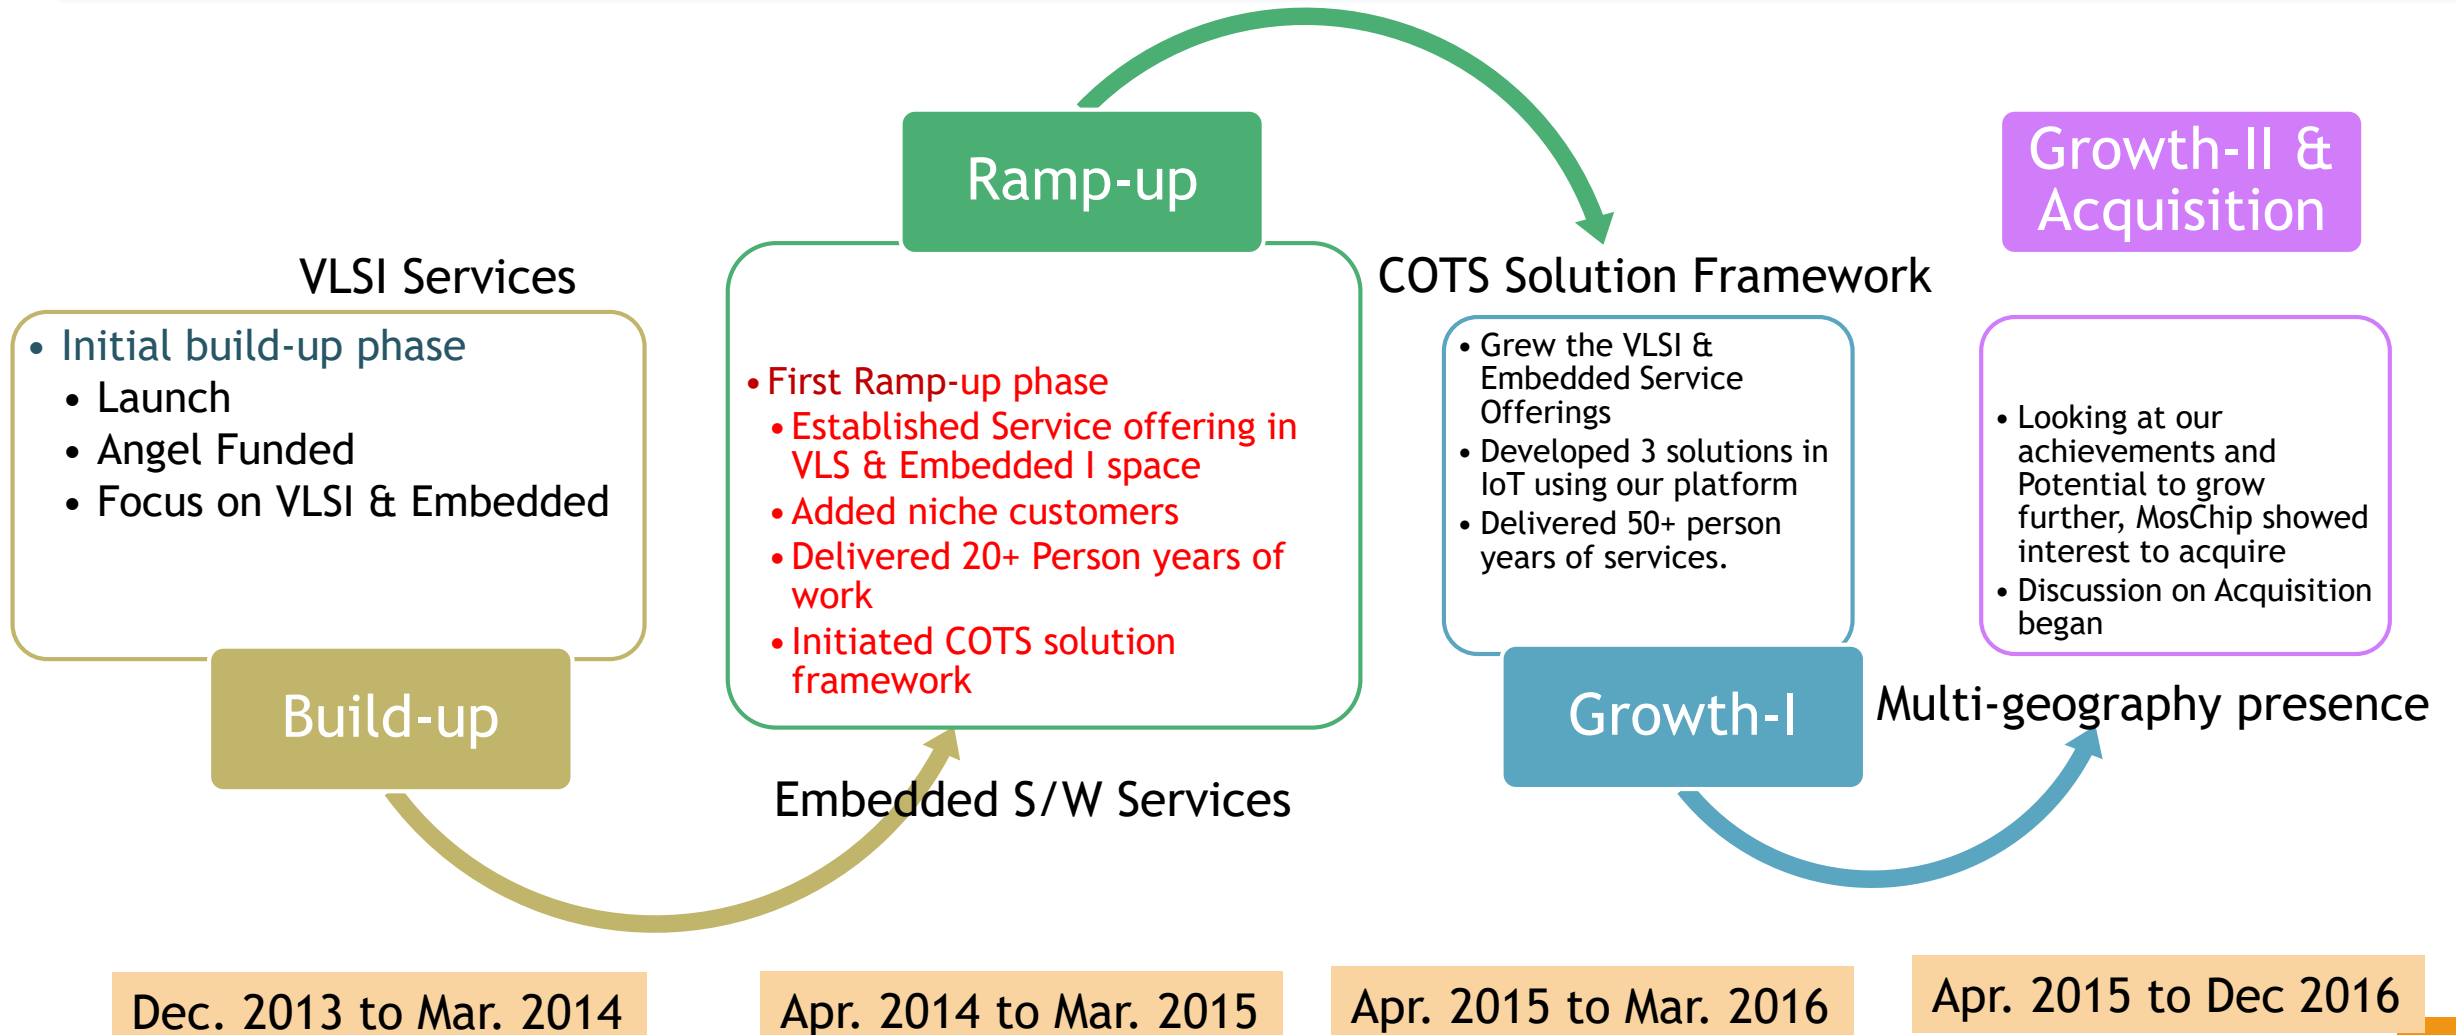 VLSI Services
• Initial build-up phase
• Launch
• Angel Funded
• Focus on VLSI & Embedded
Build-up
Dec. 2013 to Mar. 2014
Ramp-up
• First Ramp-up phase
• Established Service offering in
VLS & Embedded I space
• Added niche customers
• Delivered 20+ Person years of
work
• Initiated COTS solution
framework
Embedded S/W Services
Apr. 2014 to Mar. 2015
COTS Solution Framework
• Grew the VLSI &
Embedded Service
Offerings
• Developed 3 solutions in
IoT using our platform
• Delivered 50+ person
years of services.
Growth-I
Apr. 2015 to Mar. 2016
Growth-II &
Acquisition
• Looking at our
achievements and
Potential to grow
further, MosChip showed
interest to acquire
• Discussion on Acquisition
began
Multi-geography presence
Apr. 2015 to Dec 2016